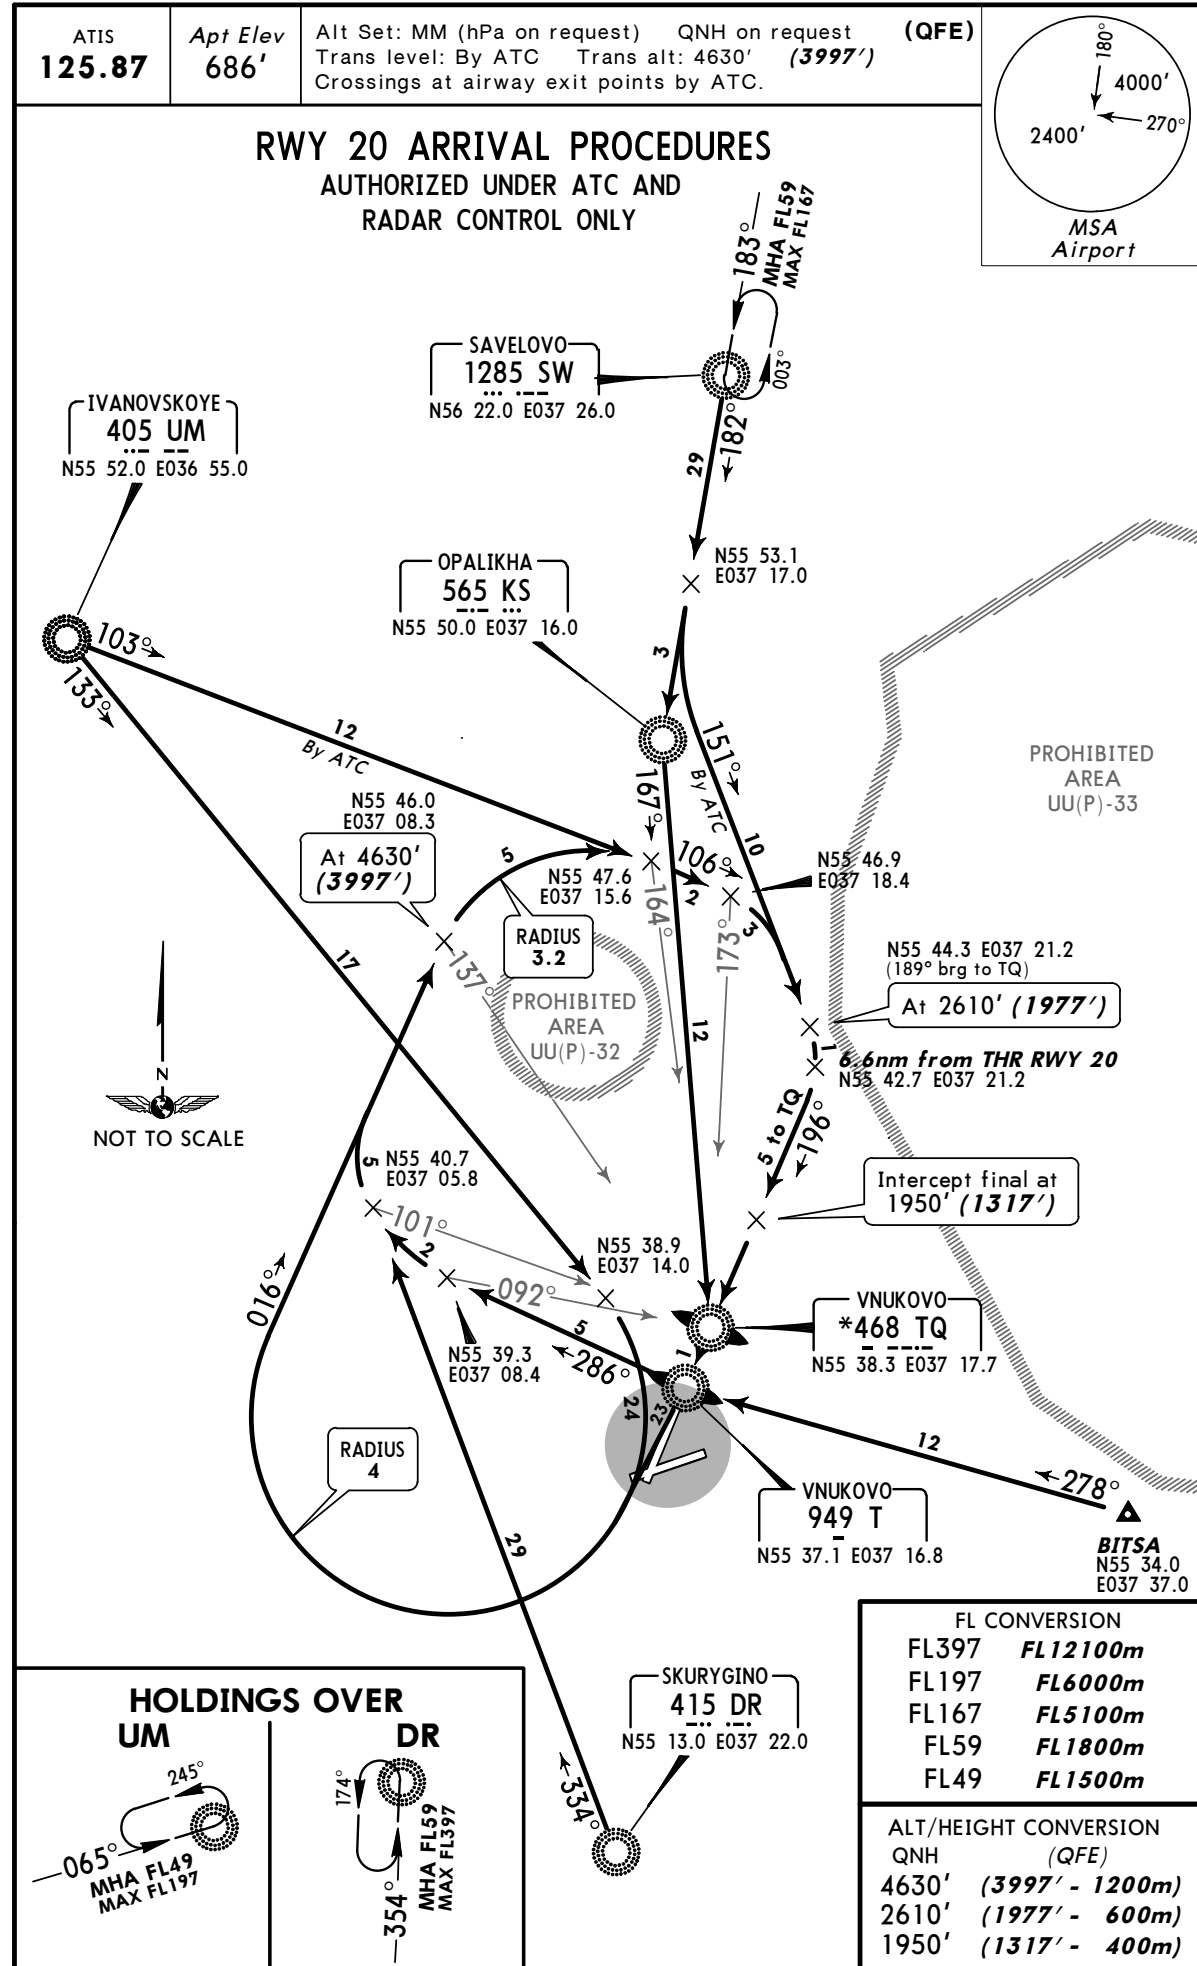 ATIS
125.87
Apt Elev
686'
Alt Set: MM (hPa on request) QNH on request (QFE)
Trans level: By ATC Trans alt: 4630' (3997')
Crossings at airway exit points by ATC.
180°
4000'
270°
2400'
MSA
Airport
RWY 20 ARRIVAL PROCEDURES
AUTHORIZED UNDER ATC AND
RADAR CONTROL ONLY
183°
MHA FL59
MAX FL167
003°
SAVELOVO
1285 SW
N56 22.0 E037 26.0
182°
29
IVANOVSKOYE
405 UM
N55 52.0 E036 55.0
N55 53.1
E037 17.0
OPALIKHA
565 KS
N55 50.0 E037 16.0
3
103°
133°
12
By ATC
151°
By ATC
10
167°
PROHIBITED
AREA
UU(P)-33
N55 46.0
E037 08.3
At 4630'
(3997')
5
N55 47.6
E037 15.6
106°
2
N55 46.9
E037 18.4
164°
173°
3
RADIUS
3.2
137°
17
PROHIBITED
AREA
UU(P)-32
12
N55 44.3 E037 21.2
(189° brg to TQ)
At 2610' (1977')
1
6.6nm from THR RWY 20
N55 42.7 E037 21.2
N
NOT TO SCALE
5 to TQ
196°
5
N55 40.7
E037 05.8
Intercept final at
1950' (1317')
101°
2
092°
N55 38.9
E037 14.0
016°
VNUKOVO
*468 TQ
N55 38.3 E037 17.7
5
286°
1
N55 39.3
E037 08.4
24
23
12
278°
RADIUS
4
VNUKOVO
949 T
N55 37.1 E037 16.8
BITSA
N55 34.0
E037 37.0
29
334°
SKURYGINO
415 DR
N55 13.0 E037 22.0
HOLDINGS OVER
UM
245°
065°
MHA FL49
MAX FL197
DR
174°
354°
MHA FL59
MAX FL397
FL CONVERSION
FL397 FL12100m
FL197 FL6000m
FL167 FL5100m
FL59 FL1800m
FL49 FL1500m
ALT/HEIGHT CONVERSION
QNH (QFE)
4630' (3997' - 1200m)
2610' (1977' - 600m)
1950' (1317' - 400m)